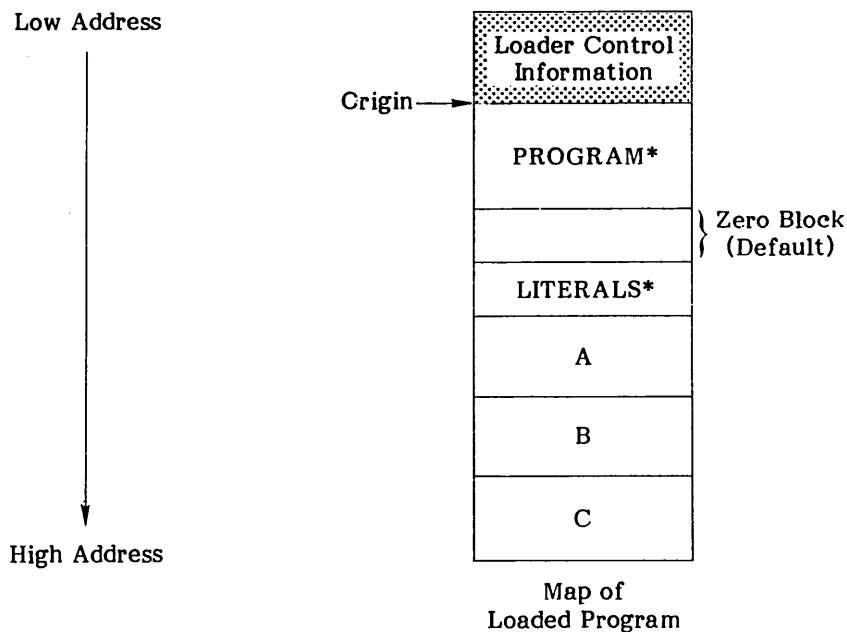 Low Address
Loader Control
Information
Crigin
PROGRAM*
Zero Block
(Default)
LITERALS*
A
B
C
High Address
Map of
Loaded Program